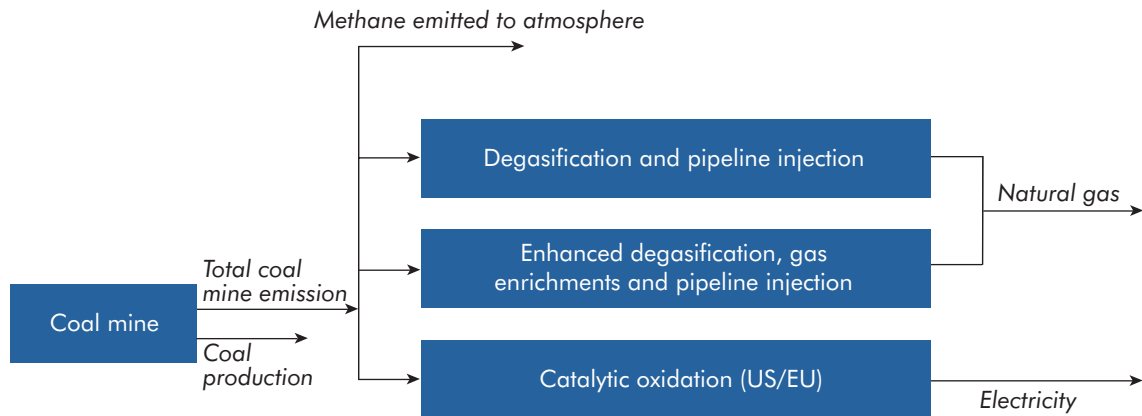 Methane emitted to atmosphere
Degasification and pipeline injection
Natural gas
Enhanced degasification, gas
enrichments and pipeline injection
Total coal
mine emission
Coal mine
Coal
production
Catalytic oxidation (US/EU)
Electricity